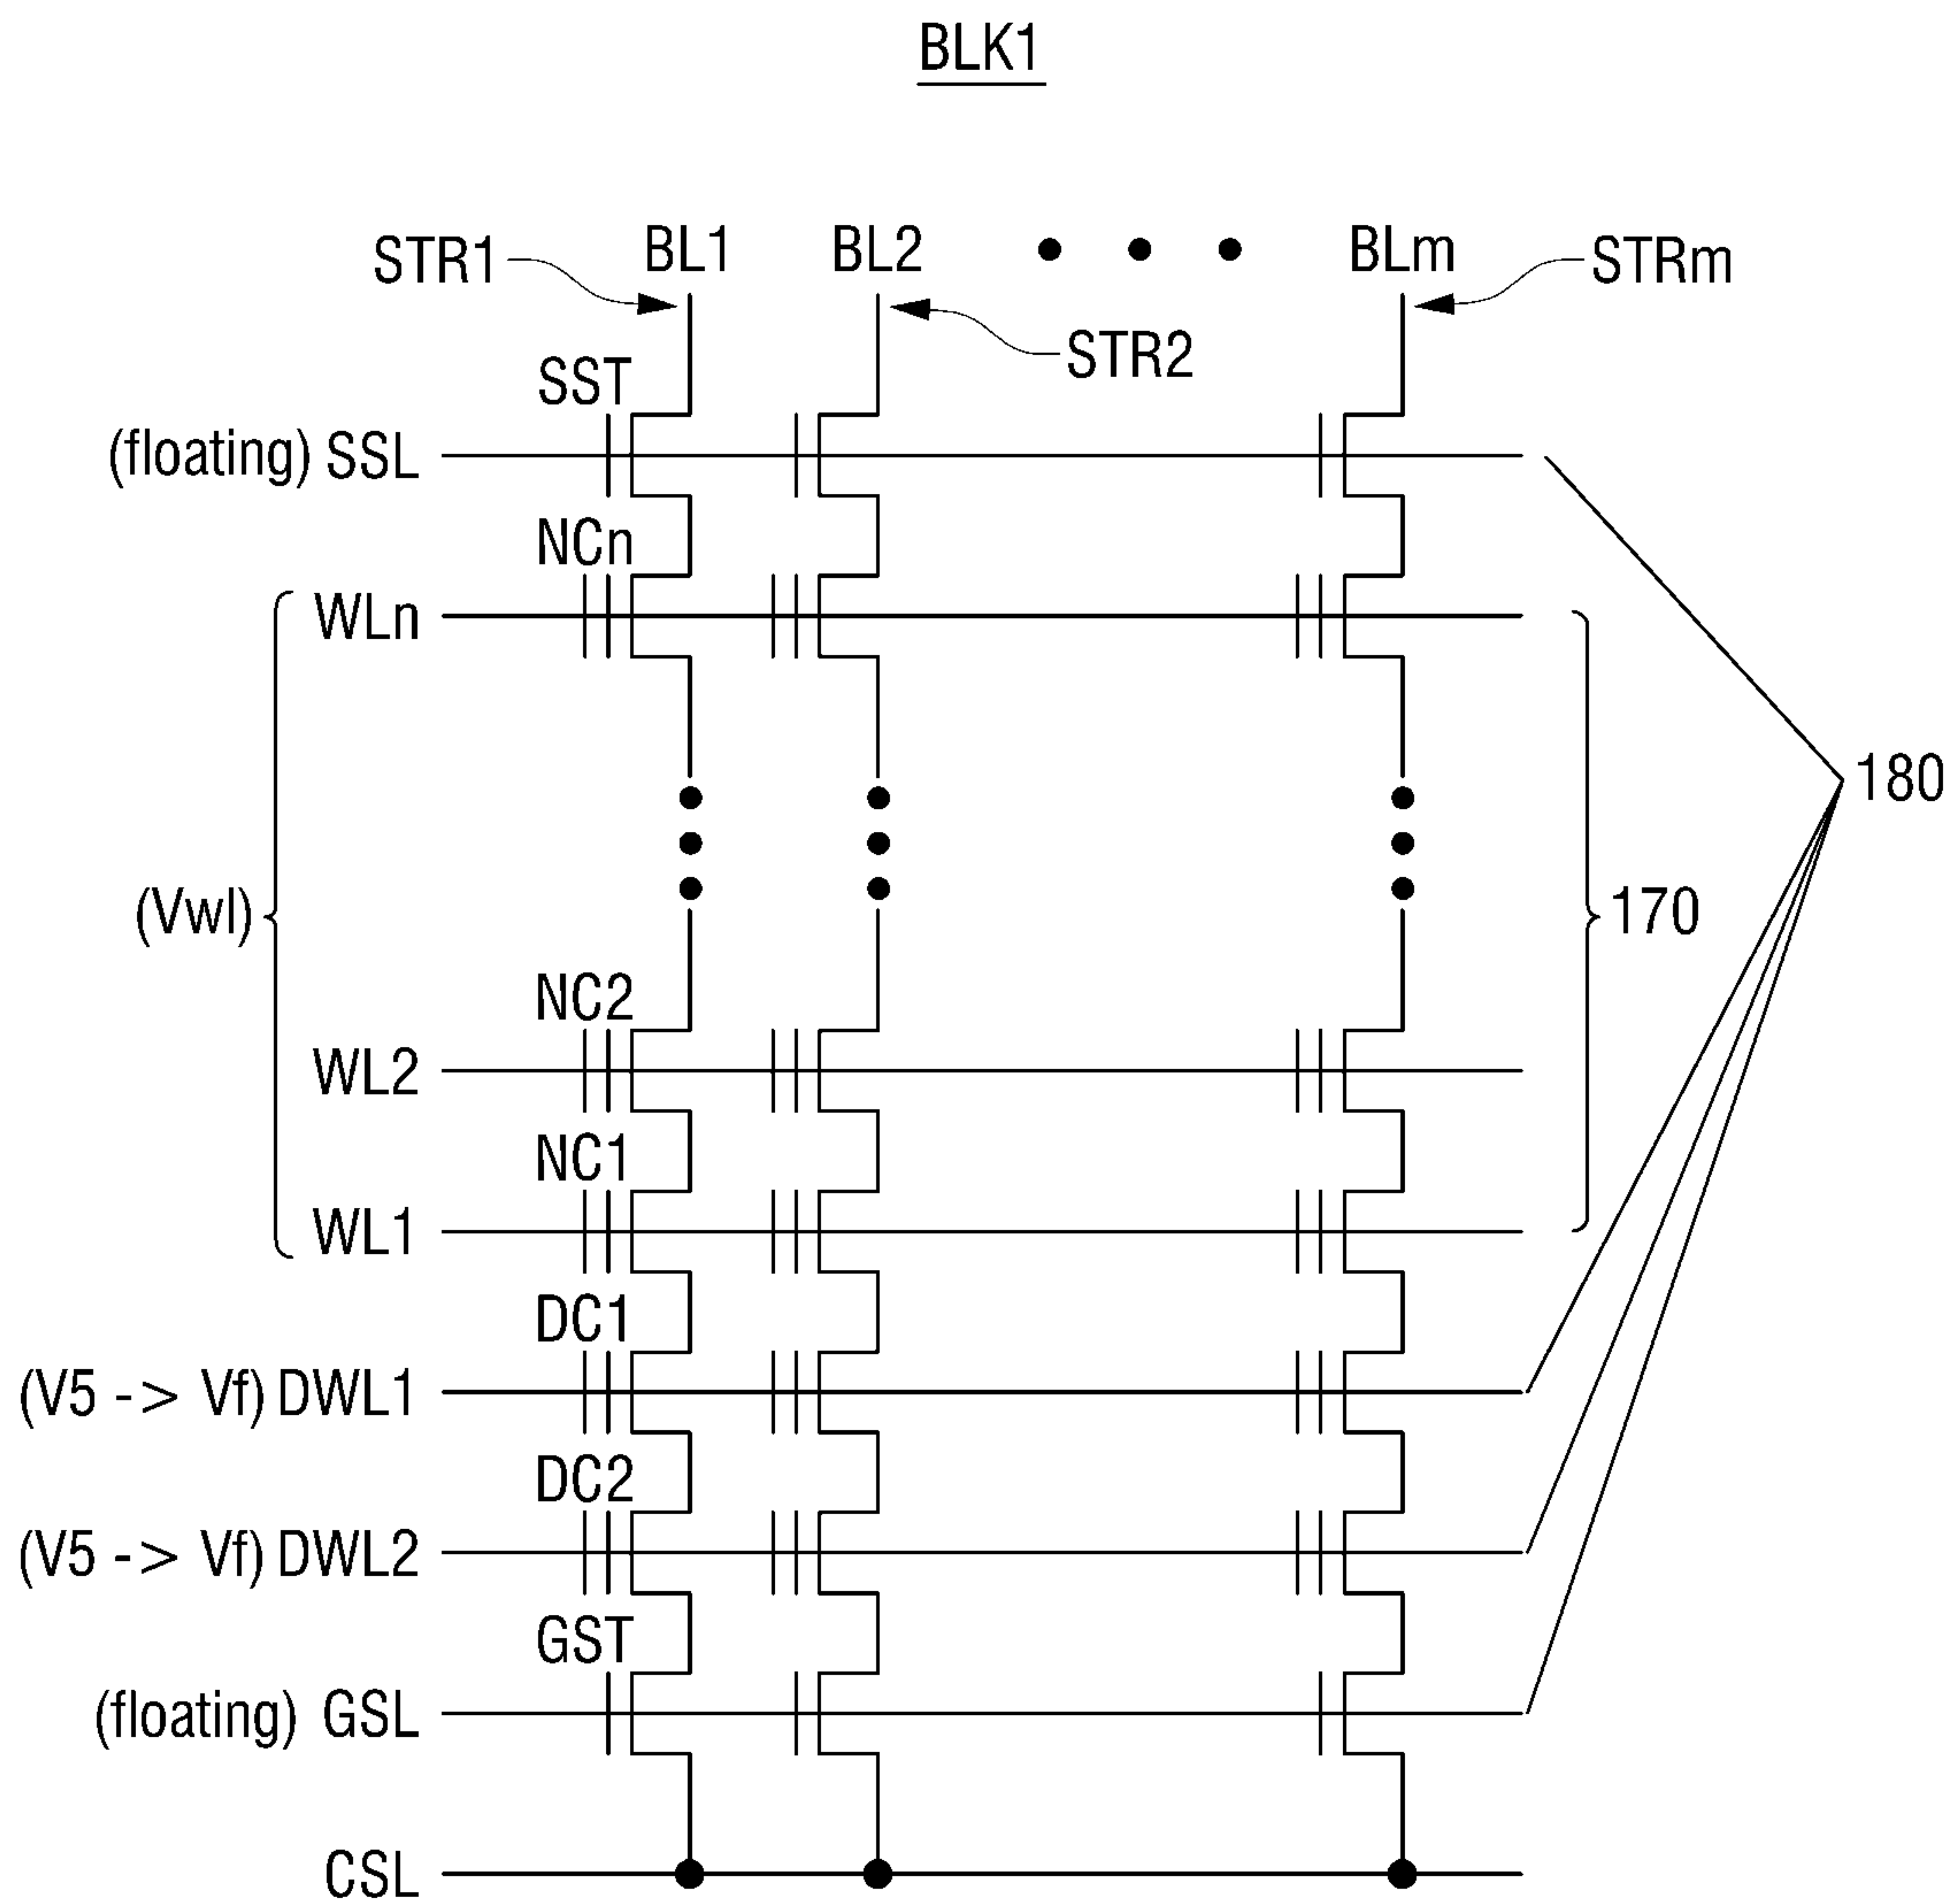 BLK1
STR1
BL1
BL2
BLm
STRm
STR2
SST
(floating) SSL
NCn
WLn
180
(Vwl)
170
NC2
WL2
NC1
WL1
DC1
(V5 -> Vf) DWL1
DC2
(V5 -> Vf) DWL2
GST
(floating) GSL
CSL